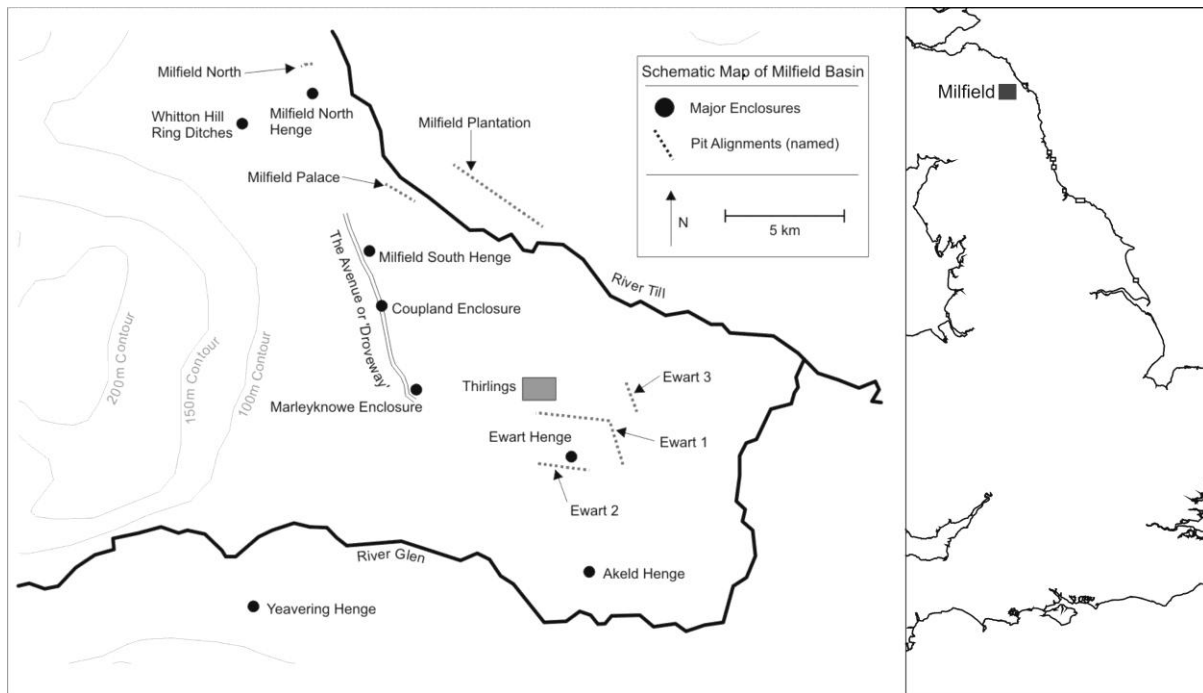 Milfield North
Whitton Hill
Ring Ditches
Milfield North
Henge
Milfield Plantation
Milfield Palace
Schematic Map of Milfield Basin
Major Enclosures
Pit Alignments (named)
N
5 km
Milfield South Henge
The Avenue or 'Droveway'
Coupland Enclosure
River Till
200m Contour
150m Contour
100m Contour
Marleyknowe Enclosure
Thirlings
Ewart 3
Ewart Henge
Ewart 1
Ewart 2
River Glen
Akeld Henge
Yeavering Henge
Milfield